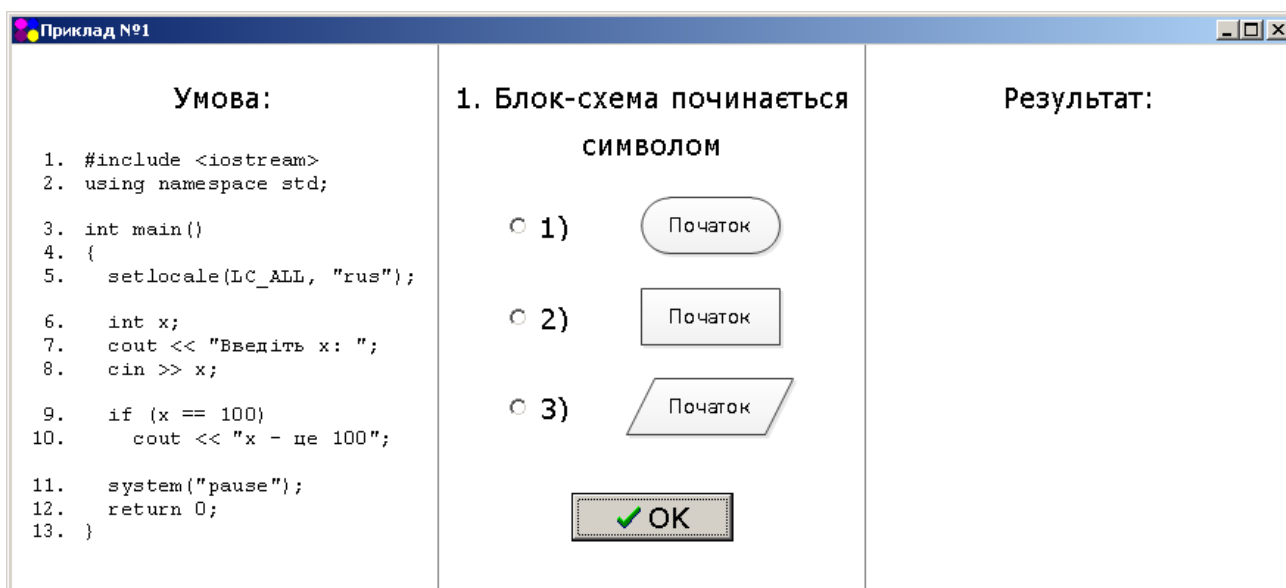 Приклад №1
Умова:
1. #include <iostream>
2. using namespace std;
3. int main()
4. {
5. setlocale(LC_ALL, "rus");
6. int x;
7. cout << "Введіть x: ";
8. cin >> x;
9. if (x == 100)
10. cout << "x - це 100";
11. system("pause");
12. return 0;
13. }
1. Блок-схема починається
символом
1) Початок
2) Початок
3) Початок
OK
Результат: